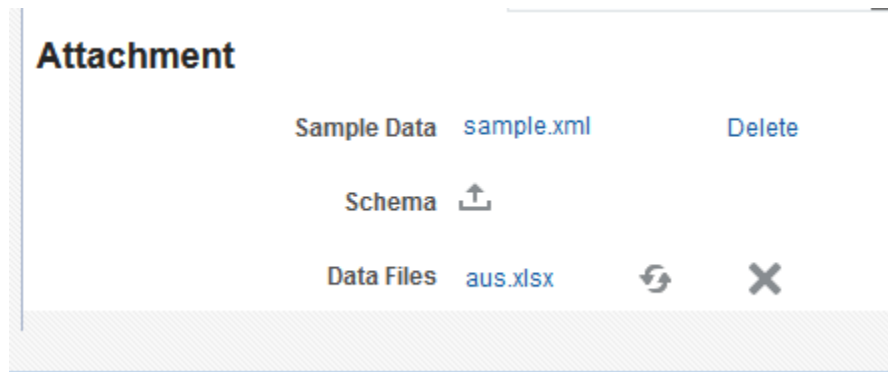 Attachment
Sample Data sample.xml Delete
Schema
Data Files aus.xlsx